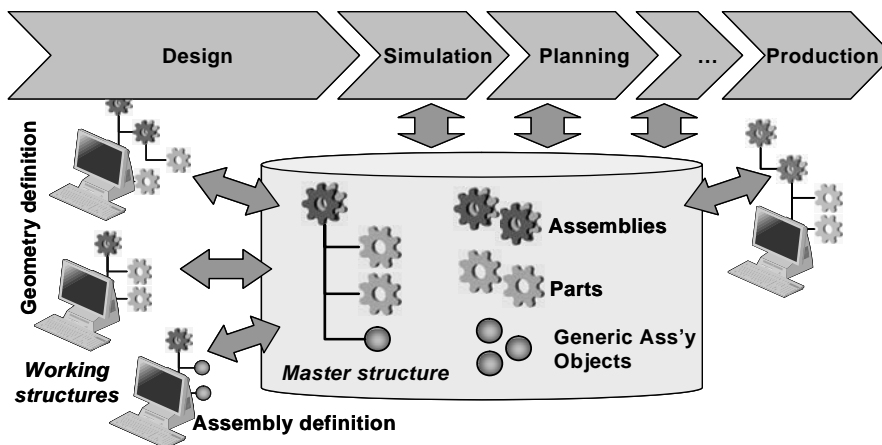 Design
Simulation
Planning
...
Production
Geometry definition
Assemblies
Parts
Generic Ass'y
Objects
Master structure
Working
structures
Assembly definition